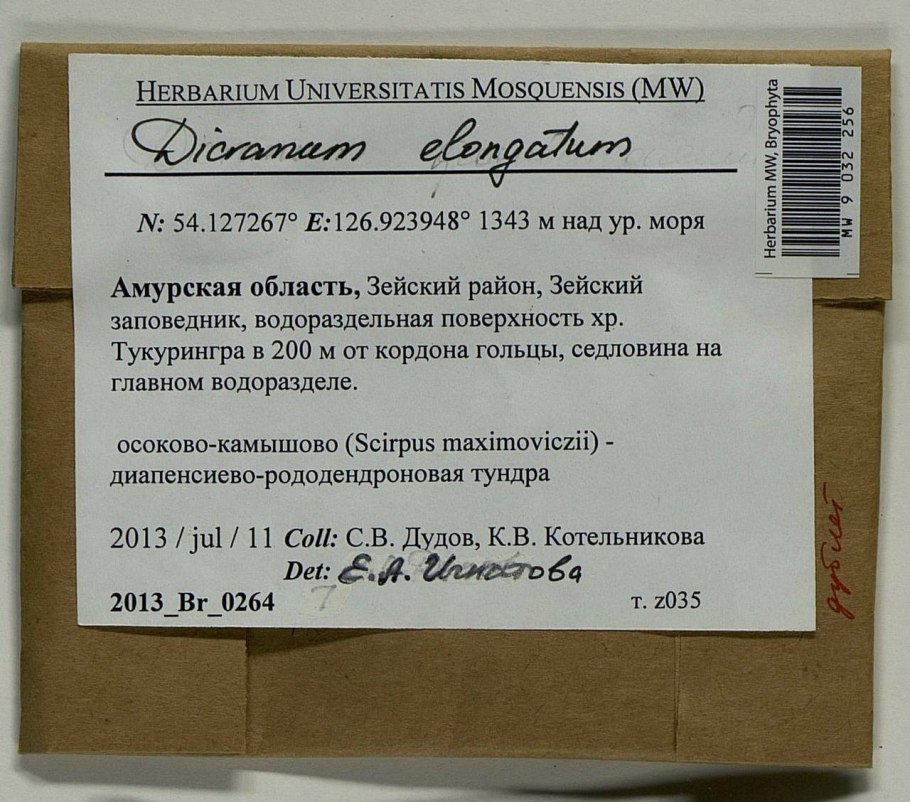 HERBARIUM UNIVERSITATIS MOSQUENSIS (MW)
Dicranum elongatum
N: 54.127267° E:126.923948° 1343 м над ур. моря
Амурская область, Зейский район, Зейский
заповедник, водораздельная поверхность хр.
Тукурингра в 200 м от кордона гольцы, седловина на
главном водоразделе.
осоково-камышово (Scirpus maximoviczii) -
диапенсиево-рододендроновая тундра
2013 / jul / 11 Coll: С.В. Дудов, К.В. Котельникова
Det: Е.А. Игнатова
2013_Br_0264 т. z035
Herbarium MW, Bryophyta
MW 9 032 256
дублет